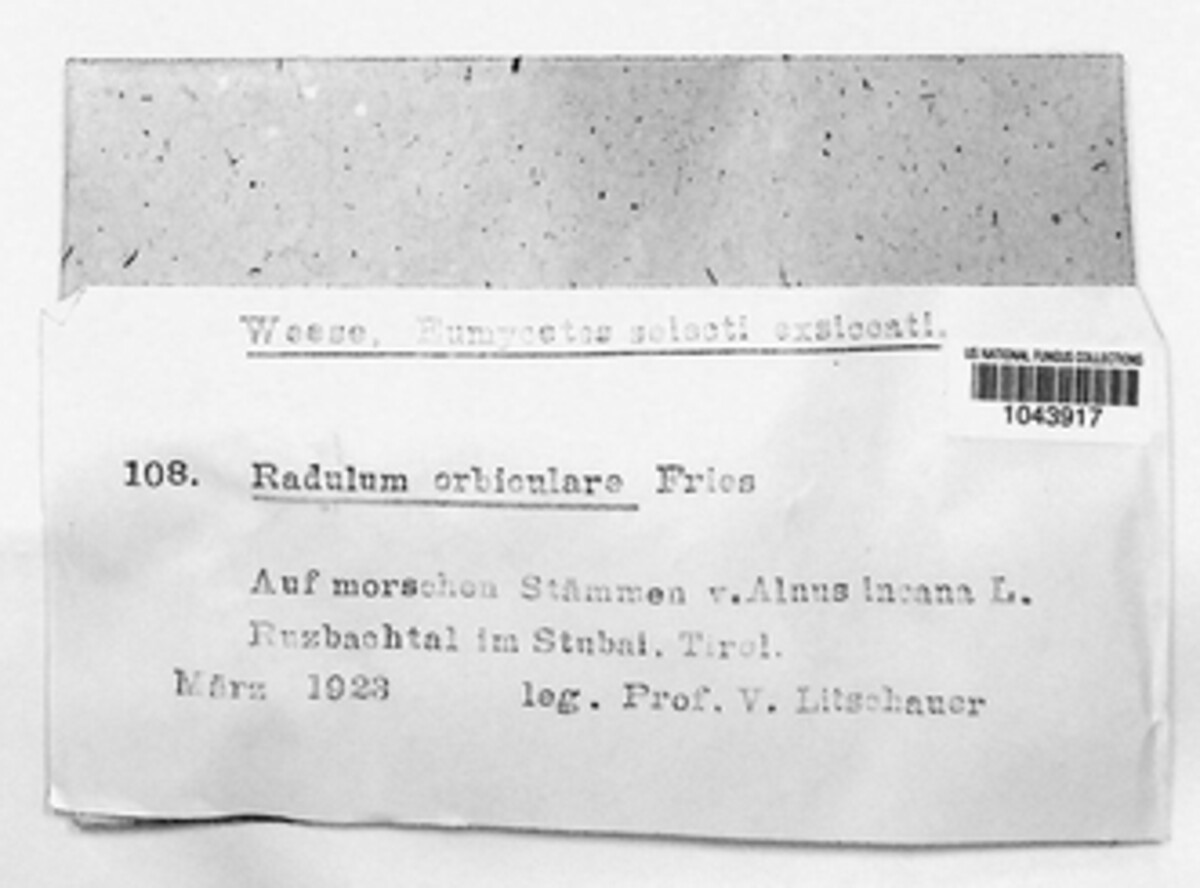 Weese, Eumycetes selecti exsiccati.
US NATIONAL FUNGUS COLLECTIONS
1043917
108. Radulum orbiculare Fries
Auf morschen Stämmen v. Alnus incana L.
Ruzbachtal im Stubai. Tirol.
März 1923 leg. Prof. V. Litschauer